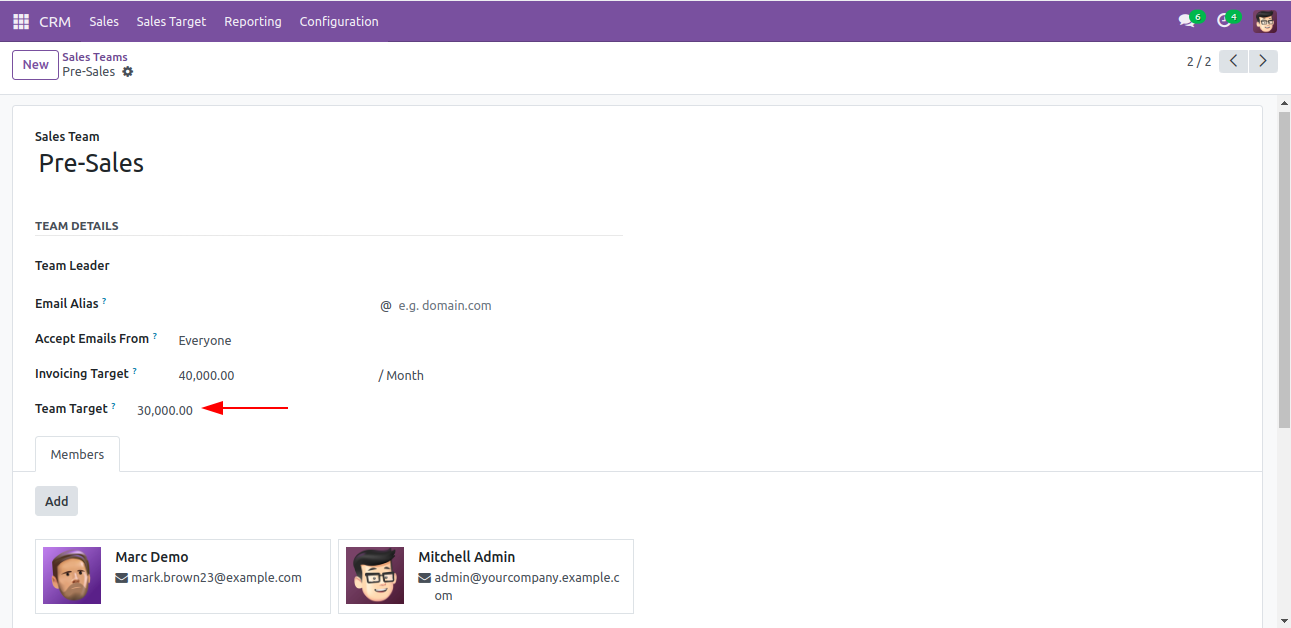 CRM Sales Sales Target Reporting Configuration 6 4
New Sales Teams
Pre-Sales 2 / 2
Sales Team
Pre-Sales
TEAM DETAILS
Team Leader
Email Alias ? @ e.g. domain.com
Accept Emails From ? Everyone
Invoicing Target ? 40,000.00 / Month
Team Target ? 30,000.00
Members
Add
Marc Demo
mark.brown23@example.com
Mitchell Admin
admin@yourcompany.example.c
om